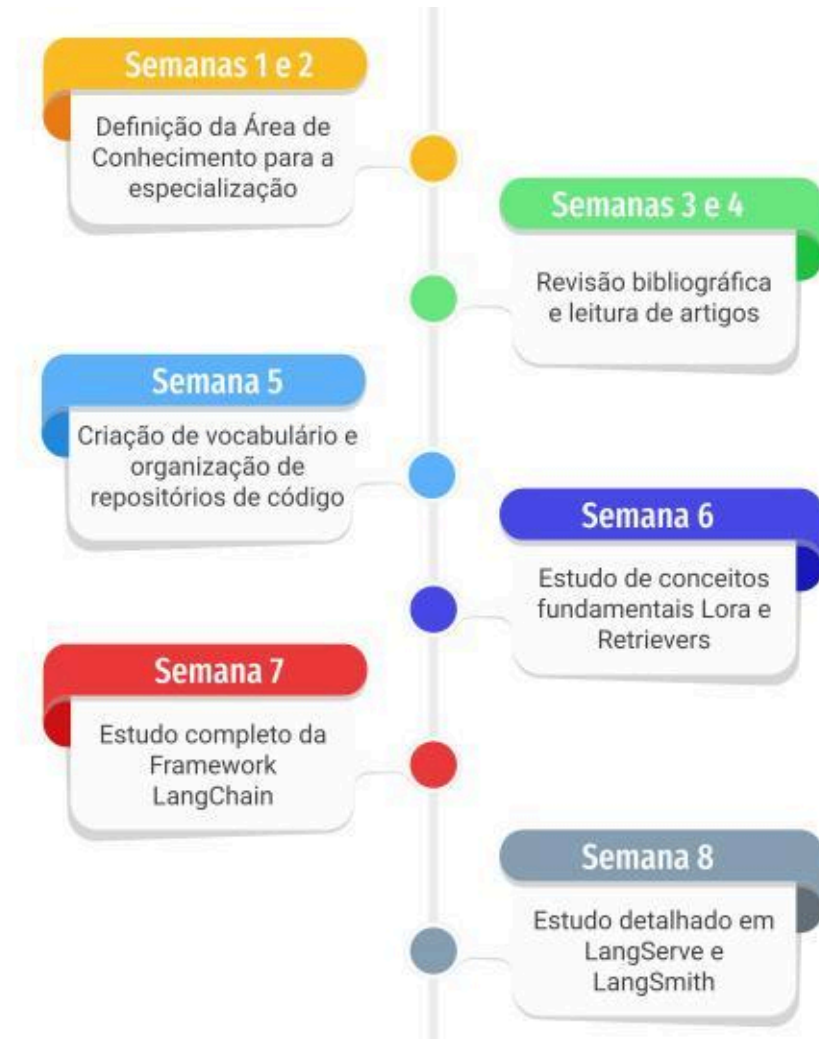 Semanas 1 e 2
Definição da Área de
Conhecimento para a
especialização
Semanas 3 e 4
Revisão bibliográfica
e leitura de artigos
Semana 5
Criação de vocabulário e
organização de
repositórios de código
Semana 6
Estudo de conceitos
fundamentais Lora e
Retrievers
Semana 7
Estudo completo da
Framework
LangChain
Semana 8
Estudo detalhado em
LangServe e
LangSmith